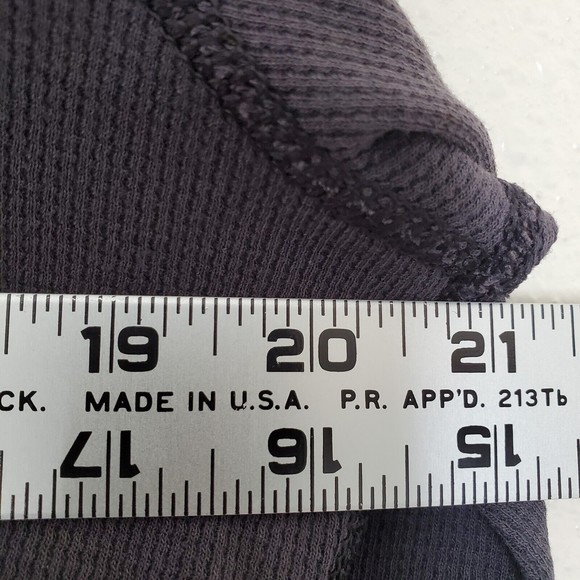 19 20 21
CK. MADE IN U.S.A. P.R. APP'D. 213Tb
17 16 15